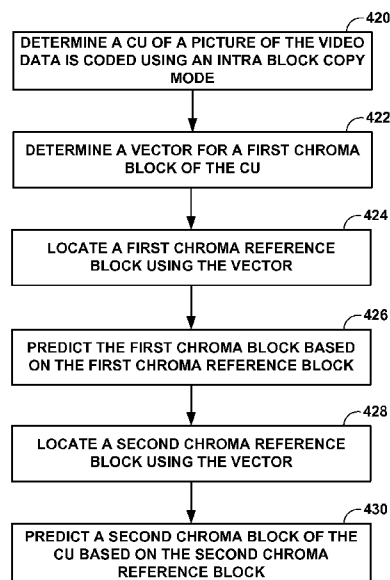 420
DETERMINE A CU OF A PICTURE OF THE VIDEO
DATA IS CODED USING AN INTRA BLOCK COPY
MODE
422
DETERMINE A VECTOR FOR A FIRST CHROMA
BLOCK OF THE CU
424
LOCATE A FIRST CHROMA REFERENCE
BLOCK USING THE VECTOR
426
PREDICT THE FIRST CHROMA BLOCK BASED
ON THE FIRST CHROMA REFERENCE BLOCK
428
LOCATE A SECOND CHROMA REFERENCE
BLOCK USING THE VECTOR
430
PREDICT A SECOND CHROMA BLOCK OF THE
CU BASED ON THE SECOND CHROMA
REFERENCE BLOCK